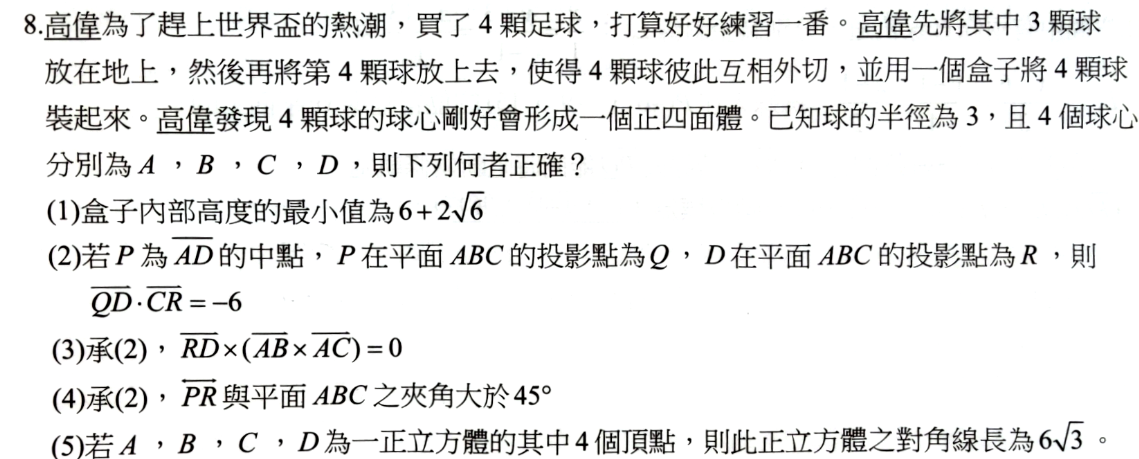 8.高偉為了趕上世界盃的熱潮，買了 4 顆足球，打算好好練習一番。高偉先將其中 3 顆球
放在地上，然後再將第 4 顆球放上去，使得 4 顆球彼此互相外切，並用一個盒子將 4 顆球
裝起來。高偉發現 4 顆球的球心剛好會形成一個正四面體。已知球的半徑為 3，且 4 個球心
分別為 A ， B ， C ， D，則下列何者正確？
(1)盒子內部高度的最小值為 6+2√6
(2)若 P 為 \overline{AD} 的中點， P 在平面 ABC 的投影點為 Q ， D 在平面 ABC 的投影點為 R ，則
\overline{QD}·\overline{CR} = −6
(3)承(2)， \overline{RD}×(\overline{AB}×\overline{AC}) = 0
(4)承(2)， \overleftrightarrow{PR} 與平面 ABC 之夾角大於 45°
(5)若 A ， B ， C ， D 為一正立方體的其中 4 個頂點，則此正立方體之對角線長為 6√3 。